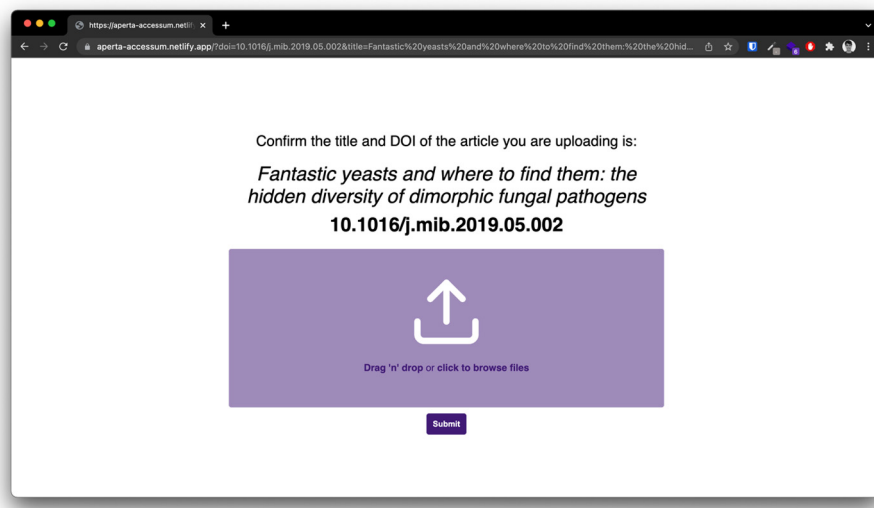 https://aperta-accessum.netlif
aperta-accessum.netlify.app/?doi=10.1016/j.mib.2019.05.002&title=Fantastic%20yeasts%20and%20where%20to%20find%20them:%20the%20hid...
Confirm the title and DOI of the article you are uploading is:
Fantastic yeasts and where to find them: the
hidden diversity of dimorphic fungal pathogens
10.1016/j.mib.2019.05.002
Drag 'n' drop or click to browse files
Submit